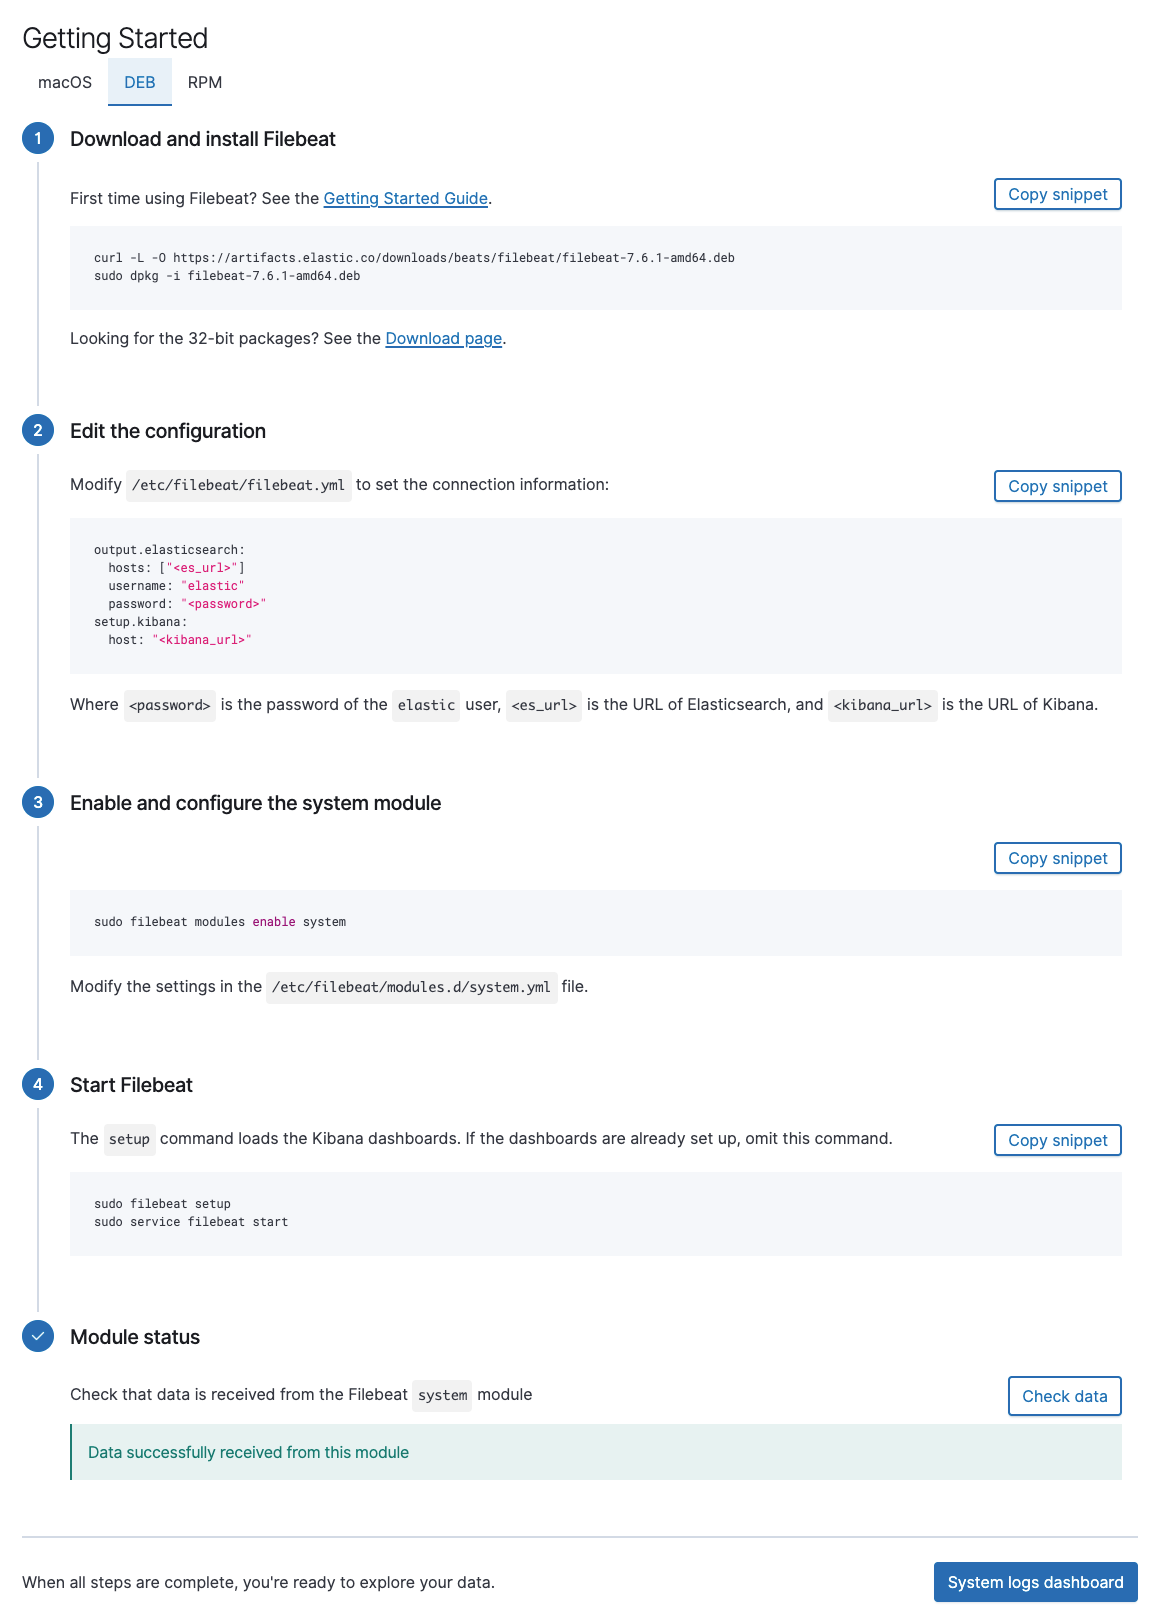 Getting Started
macOS DEB RPM
1 Download and install Filebeat
First time using Filebeat? See the Getting Started Guide.
Copy snippet
curl -L -O https://artifacts.elastic.co/downloads/beats/filebeat/filebeat-7.6.1-amd64.deb
sudo dpkg -i filebeat-7.6.1-amd64.deb
Looking for the 32-bit packages? See the Download page.
2 Edit the configuration
Modify /etc/filebeat/filebeat.yml to set the connection information:
Copy snippet
output.elasticsearch:
  hosts: ["<es_url>"]
  username: "elastic"
  password: "<password>"
setup.kibana:
  host: "<kibana_url>"
Where <password> is the password of the elastic user, <es_url> is the URL of Elasticsearch, and <kibana_url> is the URL of Kibana.
3 Enable and configure the system module
Copy snippet
sudo filebeat modules enable system
Modify the settings in the /etc/filebeat/modules.d/system.yml file.
4 Start Filebeat
The setup command loads the Kibana dashboards. If the dashboards are already set up, omit this command.
Copy snippet
sudo filebeat setup
sudo service filebeat start
Module status
Check that data is received from the Filebeat system module
Check data
Data successfully received from this module
When all steps are complete, you're ready to explore your data.
System logs dashboard